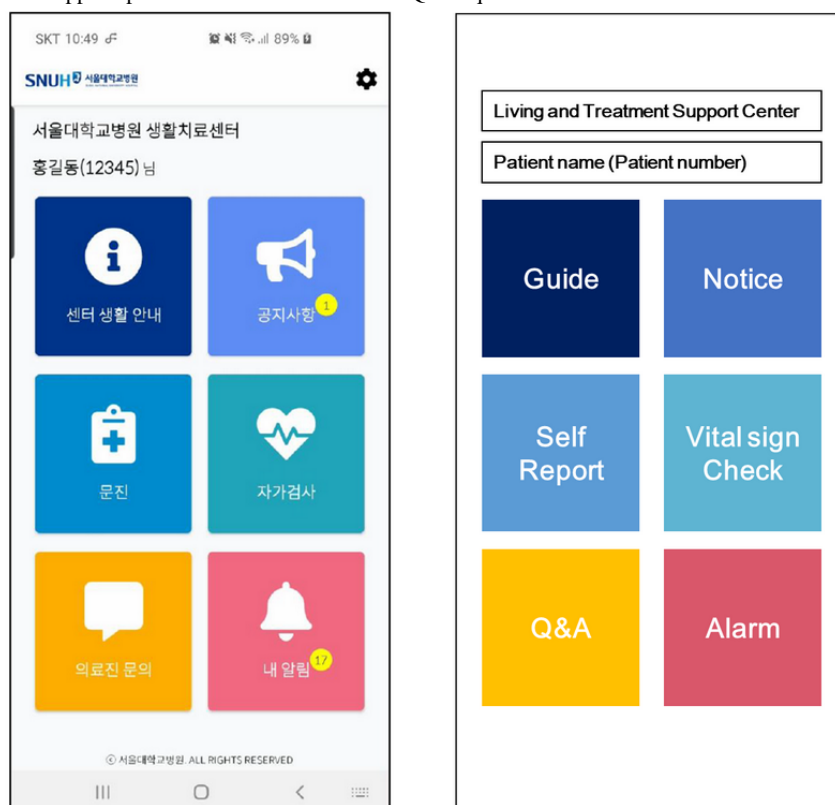 SKT 10:49
89%
SNUH 서울대학교병원
서울대학교병원 생활치료센터
홍길동(12345) 님
센터 생활 안내
공지사항 1
문진
자가검사
의료진 문의
내 알림 17
ⓒ 서울대학교병원. ALL RIGHTS RESERVED
Living and Treatment Support Center
Patient name (Patient number)
Guide
Notice
Self
Report
Vital sign
Check
Q&A
Alarm